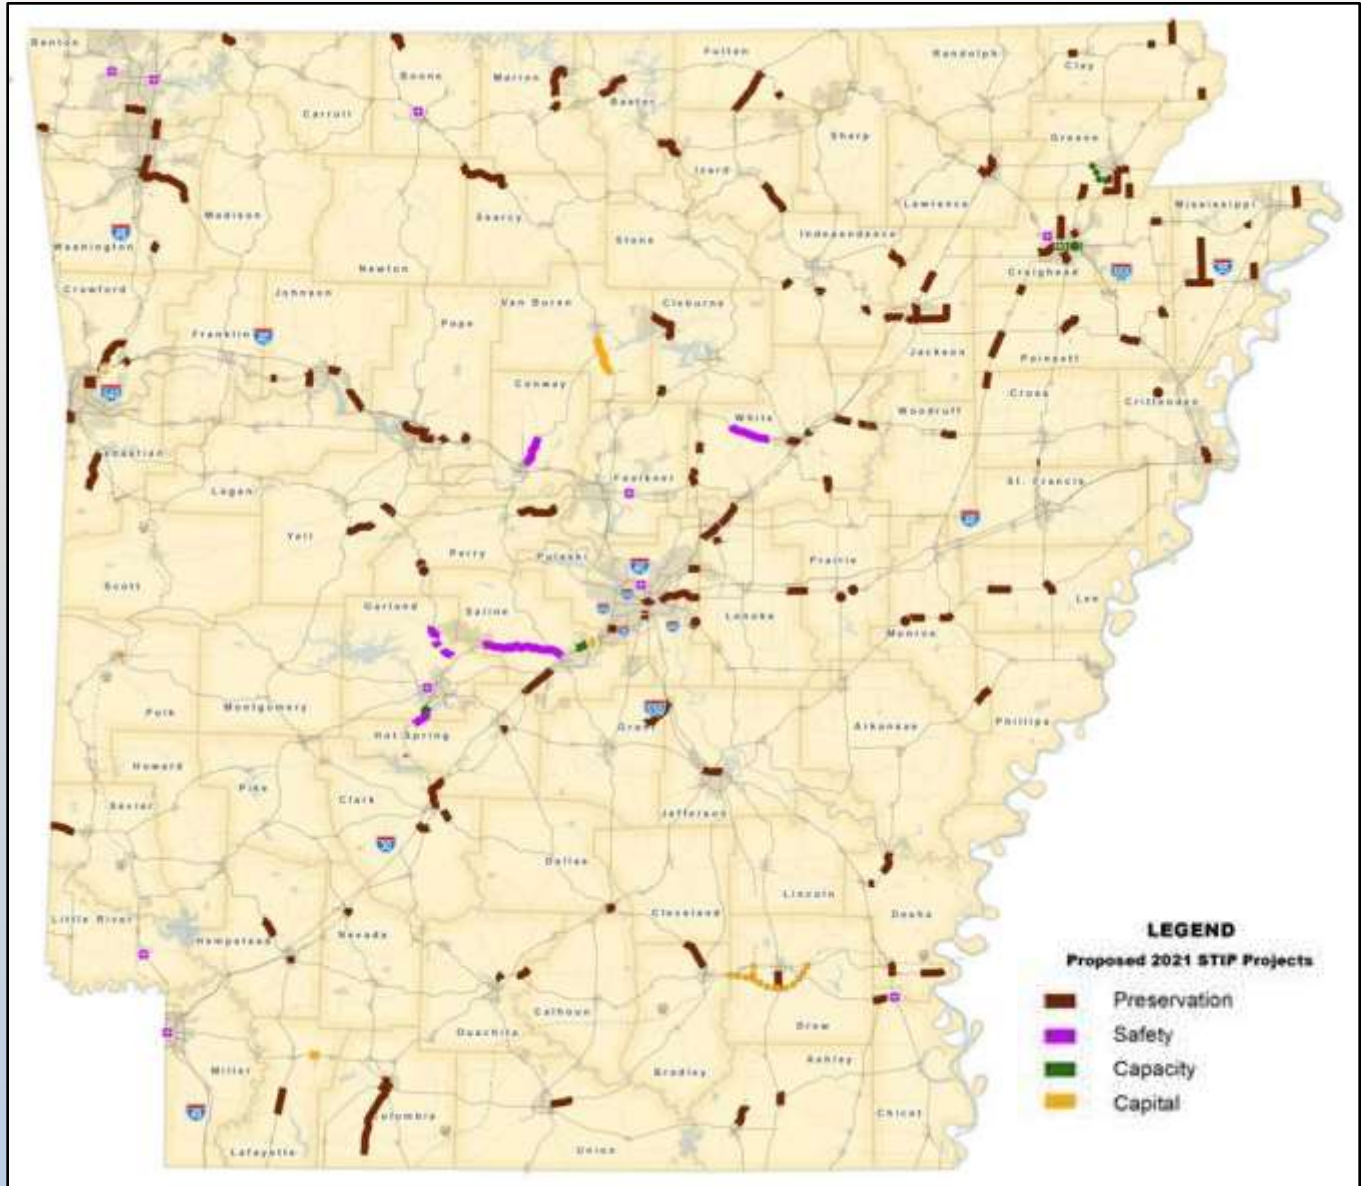 Benton
Boone
Marion
Fulton
Randolph
Clay
Carroll
Baxter
Sharp
Greene
Izard
Madison
Searcy
Lawrence
Mississippi
Washington
Stone
Independence
Newton
Craighead
Crawford
Johnson
Van Buren
Cleburne
Franklin
Pope
Jackson
Poinsett
Conway
Cross
White
Woodruff
Crittenden
Sebastian
Faulkner
St. Francis
Logan
Yell
Perry
Pulaski
Prairie
Scott
Garland
Saline
Lonoke
Lee
Monroe
Polk
Montgomery
Hot Spring
Grant
Arkansas
Phillips
Howard
Pike
Sevier
Clark
Jefferson
Dallas
Lincoln
Little River
Hempstead
Nevada
Cleveland
Desha
LEGEND
Proposed 2021 STIP Projects
Preservation
Safety
Capacity
Capital
Calhoun
Ouachita
Drew
Miller
Bradley
Ashley
Columbia
Chicot
Lafayette
Union